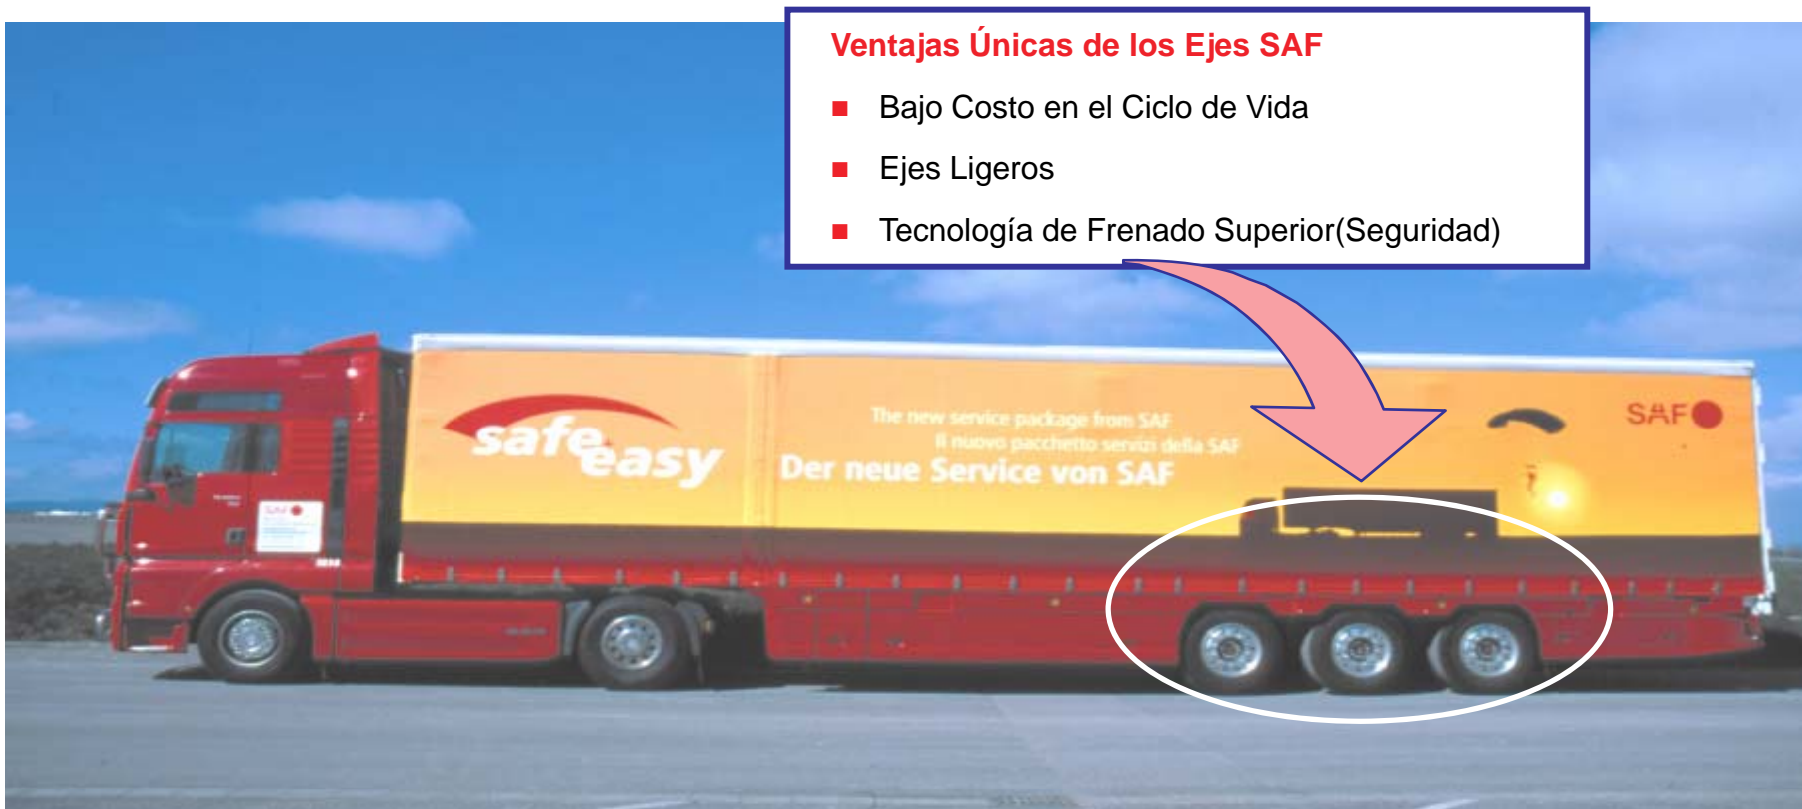 Ventajas Únicas de los Ejes SAF
Bajo Costo en el Ciclo de Vida
Ejes Ligeros
Tecnología de Frenado Superior(Seguridad)
safe easy
The new service package from SAF
Il nuovo pacchetto servizi della SAF
Der neue Service von SAF
SAF
SAF